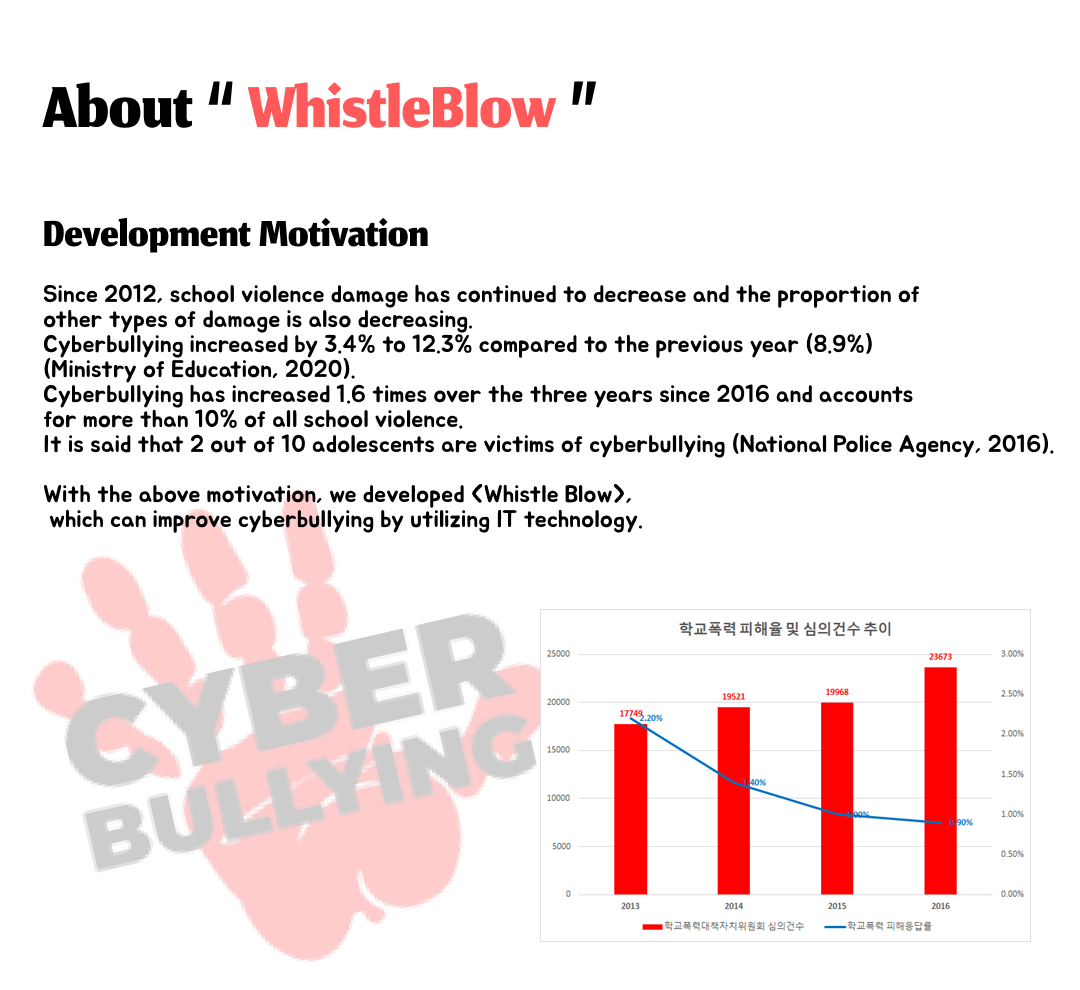 About " WhistleBlow "
Development Motivation
Since 2012, school violence damage has continued to decrease and the proportion of
other types of damage is also decreasing.
Cyberbullying increased by 3.4% to 12.3% compared to the previous year (8.9%)
(Ministry of Education, 2020).
Cyberbullying has increased 1.6 times over the three years since 2016 and accounts
for more than 10% of all school violence.
It is said that 2 out of 10 adolescents are victims of cyberbullying (National Police Agency, 2016).
With the above motivation, we developed <Whistle Blow>,
which can improve cyberbullying by utilizing IT technology.
CYBER
BULLYING
학교폭력 피해율 및 심의건수 추이
25000
20000
15000
10000
5000
0
3.00%
2.50%
2.00%
1.50%
1.00%
0.50%
0.00%
17749
19521
19968
23673
2.20%
1.40%
1.00%
0.90%
2013
2014
2015
2016
학교폭력대책자치위원회 심의건수
학교폭력 피해응답률